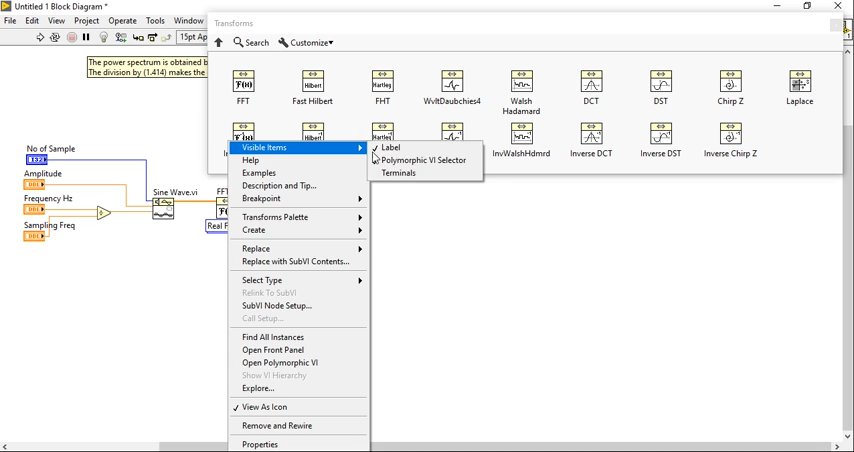 Untitled 1 Block Diagram *
File Edit View Project Operate Tools Window
15pt Ap
Transforms
Search Customize
The power spectrum is obtained b
The division by (1.414) makes the
FFT Fast Hilbert FHT WvltDaubchies4 Walsh Hadamard DCT DST Chirp Z Laplace
InvWalshHdmrd Inverse DCT Inverse DST Inverse Chirp Z
No of Sample
Amplitude
Frequency Hz
Sampling Freq
Sine Wave.vi
FFT
Real F
Visible Items
Help
Examples
Description and Tip...
Breakpoint
Transforms Palette
Create
Replace
Replace with SubVI Contents...
Select Type
Relink To SubVI
SubVI Node Setup...
Call Setup...
Find All Instances
Open Front Panel
Open Polymorphic VI
Show VI Hierarchy
Explore...
View As Icon
Remove and Rewire
Properties
Label
Polymorphic VI Selector
Terminals